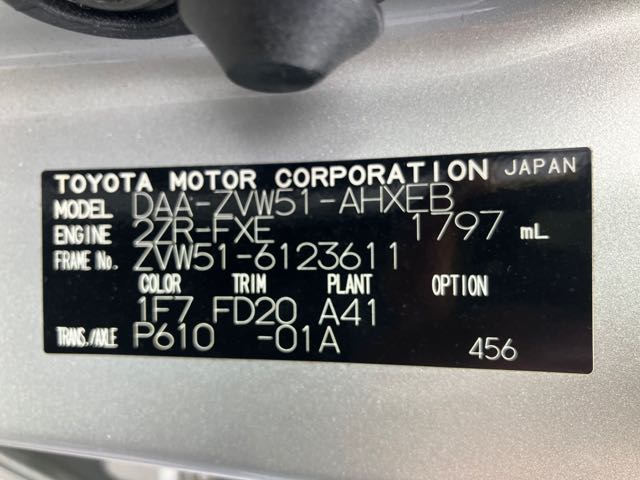 TOYOTA MOTOR CORPORATION JAPAN
MODEL DAA-ZVW51-AHXEB
ENGINE 2ZR-FXE 1797 mL
FRAME No. ZVW51-6123611
COLOR TRIM PLANT OPTION
1F7 FD20 A41
TRANS./AXLE P610 -01A 456